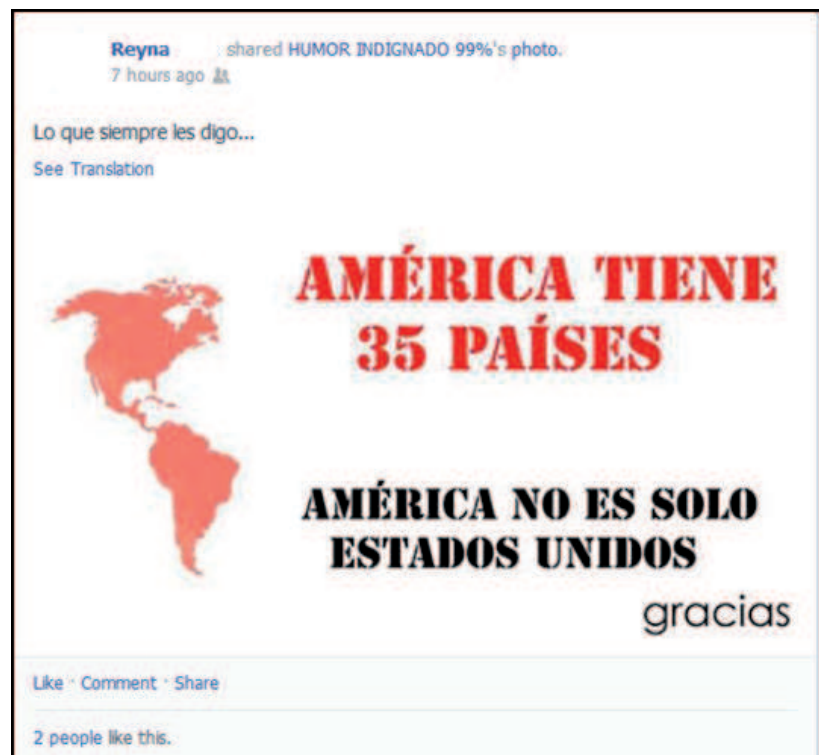 Reyna shared HUMOR INDIGNADO 99%'s photo.
7 hours ago
Lo que siempre les digo...
See Translation
AMÉRICA TIENE
35 PAÍSES
AMÉRICA NO ES SOLO
ESTADOS UNIDOS
gracias
Like · Comment · Share
2 people like this.